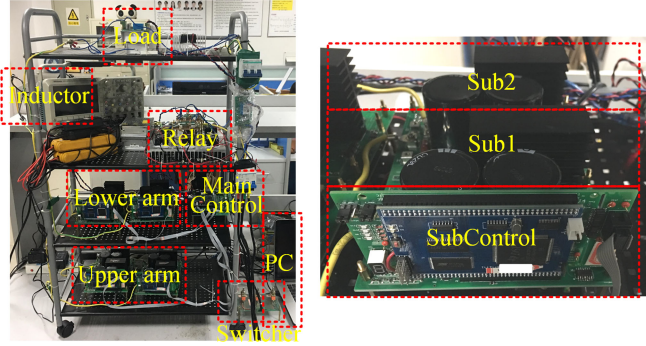 Load
Inductor
Relay
Lower arm
Main
Control
Upper arm
PC
Switcher
Sub2
Sub1
SubControl